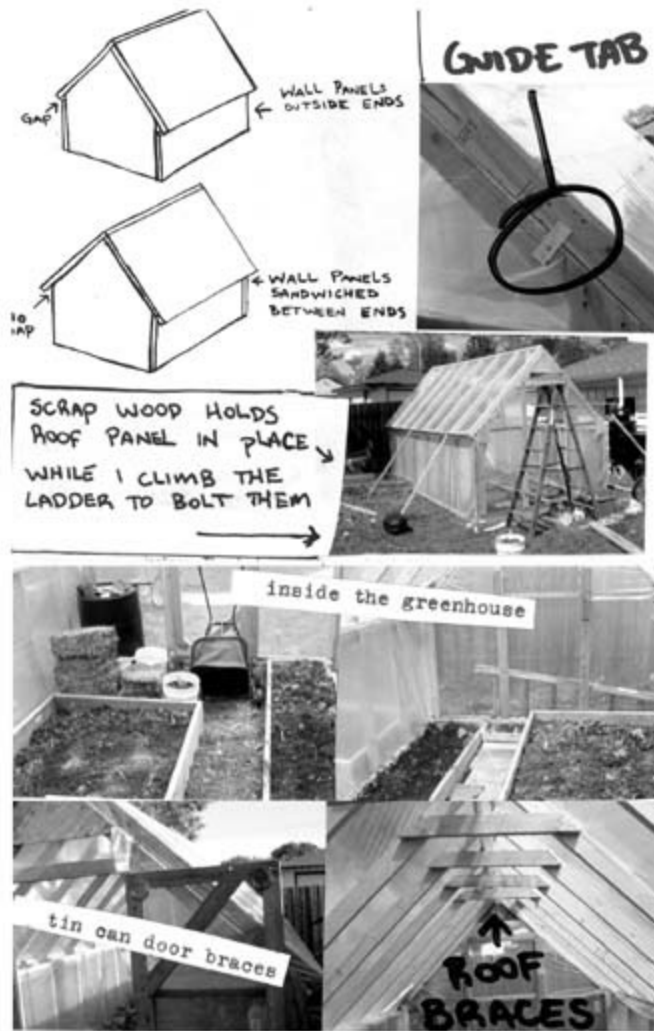 GUIDE TAB
WALL PANELS
OUTSIDE ENDS
GAP
WALL PANELS
SANDWICHED
BETWEEN ENDS
SCRAP WOOD HOLDS
ROOF PANEL IN PLACE
WHILE I CLIMB THE
LADDER TO BOLT THEM
inside the greenhouse
tin can door braces
ROOF
BRACES